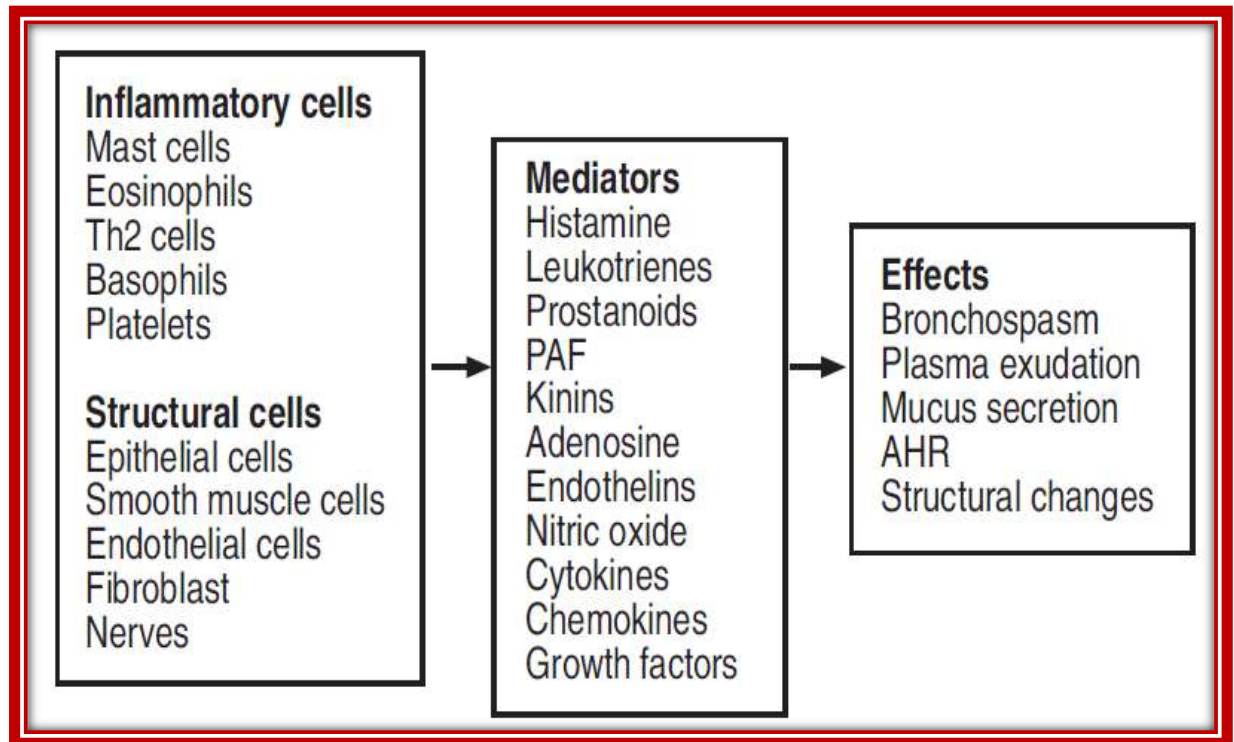 Inflammatory cells
Mast cells
Eosinophils
Th2 cells
Basophils
Platelets
Structural cells
Epithelial cells
Smooth muscle cells
Endothelial cells
Fibroblast
Nerves
Mediators
Histamine
Leukotrienes
Prostanoids
PAF
Kinins
Adenosine
Endothelins
Nitric oxide
Cytokines
Chemokines
Growth factors
Effects
Bronchospasm
Plasma exudation
Mucus secretion
AHR
Structural changes